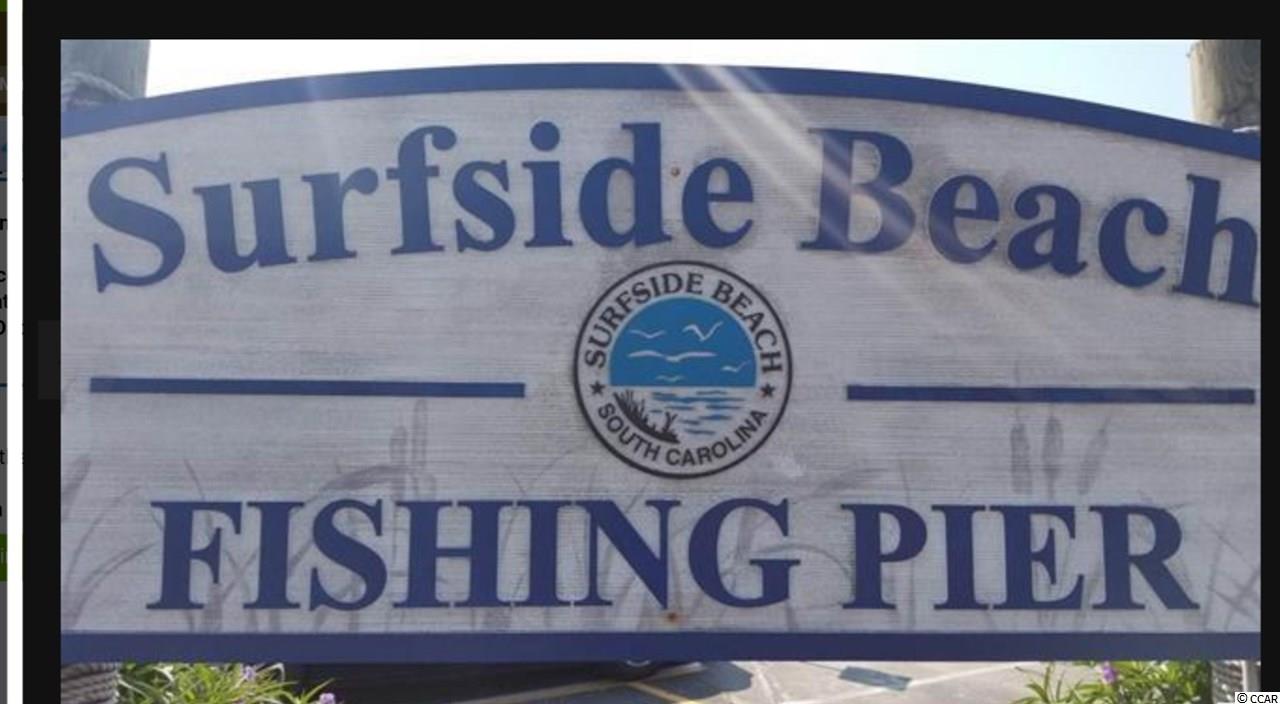 Surfside Beach
SURFSIDE BEACH
★ ★
SOUTH CAROLINA
FISHING PIER
© CCAR